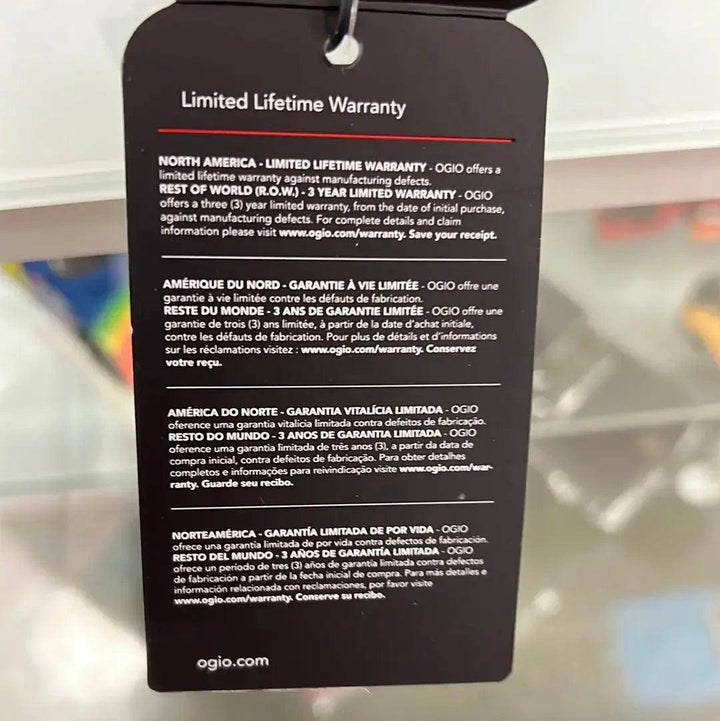 Limited Lifetime Warranty
NORTH AMERICA - LIMITED LIFETIME WARRANTY - OGIO offers a
limited lifetime warranty against manufacturing defects.
REST OF WORLD (R.O.W.) - 3 YEAR LIMITED WARRANTY - OGIO
offers a three (3) year limited warranty, from the date of initial purchase,
against manufacturing defects. For complete details and claim
information please visit www.ogio.com/warranty. Save your receipt.
AMÉRIQUE DU NORD - GARANTIE À VIE LIMITÉE - OGIO offre une
garantie à vie limitée contre les défauts de fabrication.
RESTE DU MONDE - 3 ANS DE GARANTIE LIMITÉE - OGIO offre une
garantie de trois (3) ans limitée, à partir de la date d'achat initiale,
contre les défauts de fabrication. Pour plus de détails et d'informations
sur les réclamations visitez : www.ogio.com/warranty. Conservez
votre reçu.
AMÉRICA DO NORTE - GARANTIA VITALÍCIA LIMITADA - OGIO
oference uma garantia vitalícia limitada contra defeitos de fabricação.
RESTO DO MUNDO - 3 ANOS DE GARANTIA LIMITADA - OGIO
oference uma garantia limitada de três anos (3), a partir da data de
compra inicial, contra defeitos de fabricação. Para obter detalhes
completos e informações para reivindicação visite www.ogio.com/war-
ranty. Guarde seu recibo.
NORTEAMÉRICA - GARANTÍA LIMITADA DE POR VIDA - OGIO
ofrece una garantía limitada de por vida contra defectos de fabricación.
RESTO DEL MUNDO - 3 AÑOS DE GARANTÍA LIMITADA - OGIO
ofrece un período de tres (3) años de garantía limitada contra defectos
de fabricación a partir de la fecha inicial de compra. Para más detalles e
información relacionada con reclamaciones, por favor visite
www.ogio.com/warranty. Conserve su recibo.
ogio.com